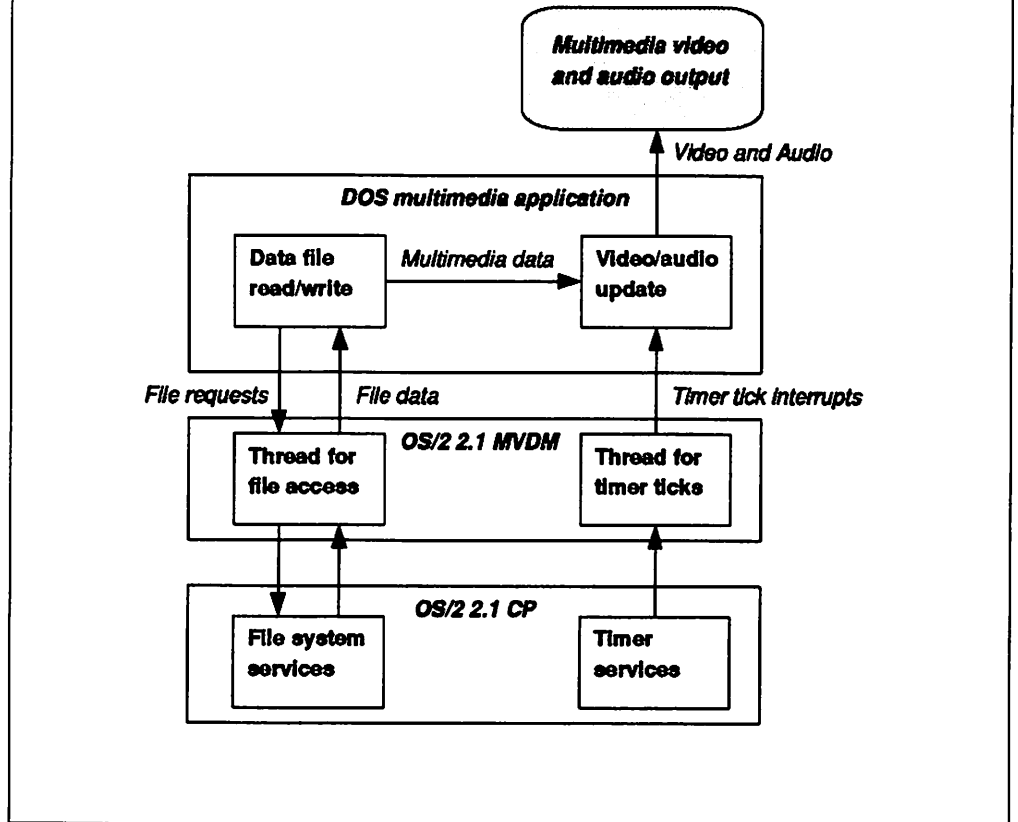 Multimedia video
and audio output
Video and Audio
DOS multimedia application
Data file
read/write
Multimedia data
Video/audio
update
File requests
File data
Timer tick interrupts
OS/2 2.1 MVDM
Thread for
file access
Thread for
timer ticks
OS/2 2.1 CP
File system
services
Timer
services